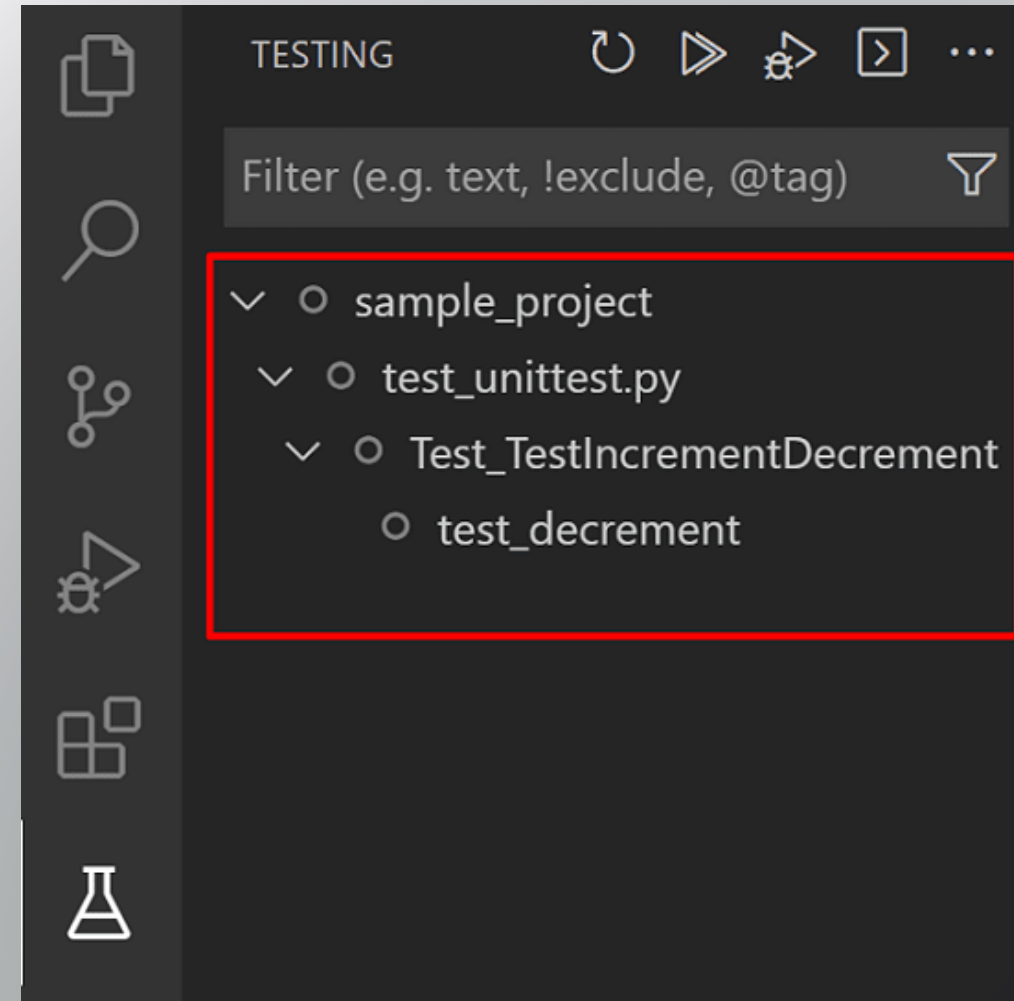 TESTING
Filter (e.g. text, !exclude, @tag)
sample_project
test_unittest.py
Test_TestIncrementDecrement
test_decrement